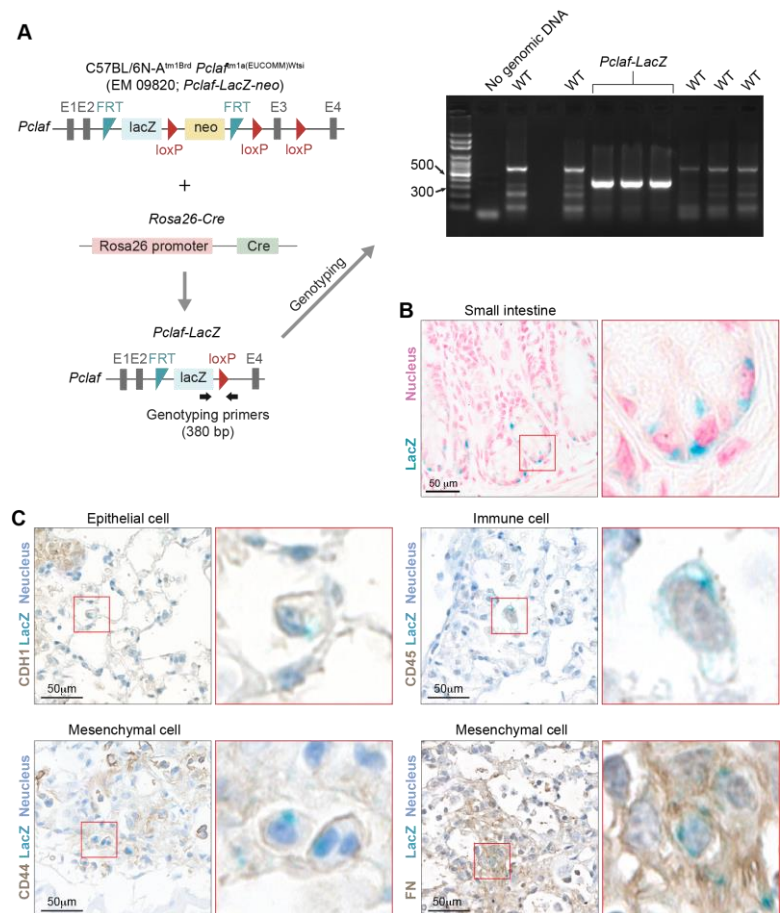 A
C57BL/6N-Atm1Brd Pclaftm1a(EUCOMM)Wtsi
(EM 09820; Pclaf-LacZ-neo)
E1E2 FRT FRT E3 E4
Pclaf lacZ neo
loxP loxP loxP
+
Rosa26-Cre
Rosa26 promoter Cre
Pclaf-LacZ
E1E2 FRT loxP E4
Pclaf lacZ
Genotyping primers
(380 bp)
Genotyping
No genomic DNA
WT
WT
Pclaf-LacZ
WT
WT
WT
500
300
B
Small intestine
LacZ Nucleus
50 μm
C
Epithelial cell
CDH1 LacZ Neucleus
50μm
Immune cell
CD45 LacZ Neucleus
50μm
Mesenchymal cell
CD44 LacZ Neucleus
50μm
Mesenchymal cell
FN LacZ Neucleus
50μm